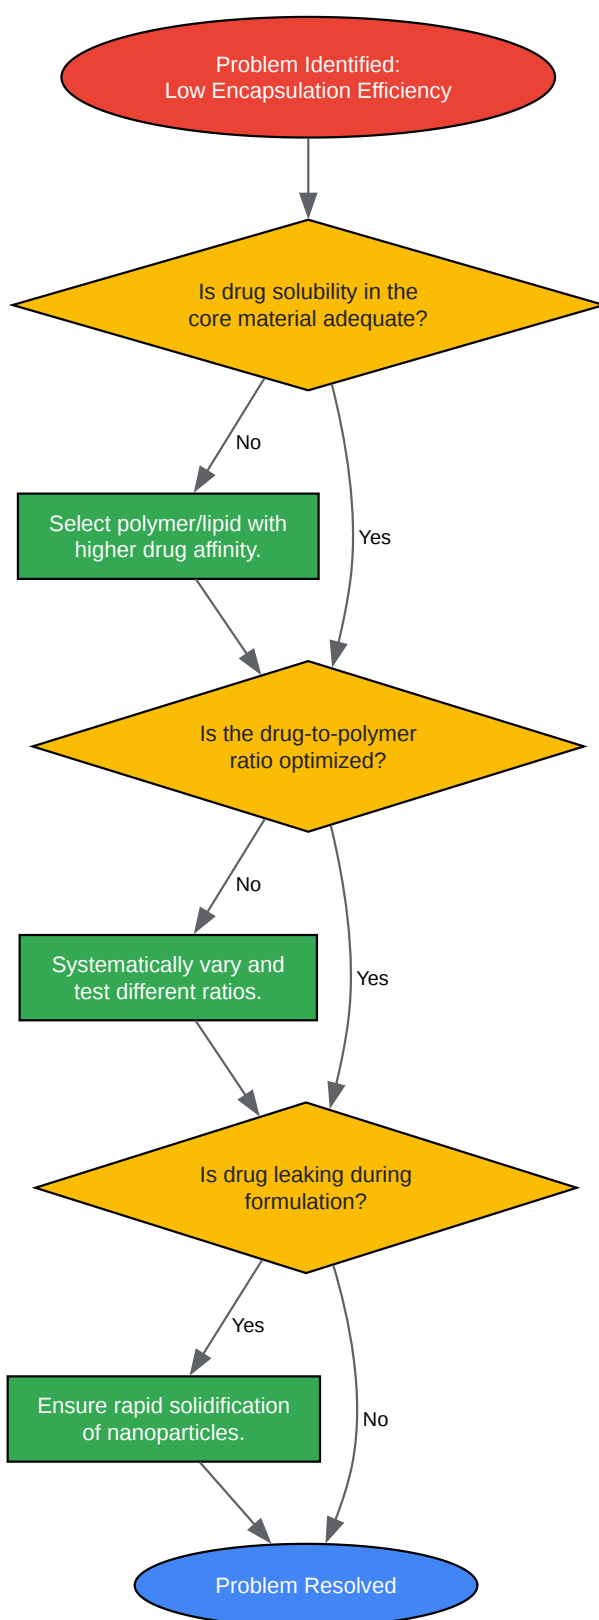 Problem Identified:
Low Encapsulation Efficiency
Is drug solubility in the
core material adequate?
No
Select polymer/lipid with
higher drug affinity.
Yes
Is the drug-to-polymer
ratio optimized?
No
Systematically vary and
test different ratios.
Yes
Is drug leaking during
formulation?
Yes
Ensure rapid solidification
of nanoparticles.
No
Problem Resolved